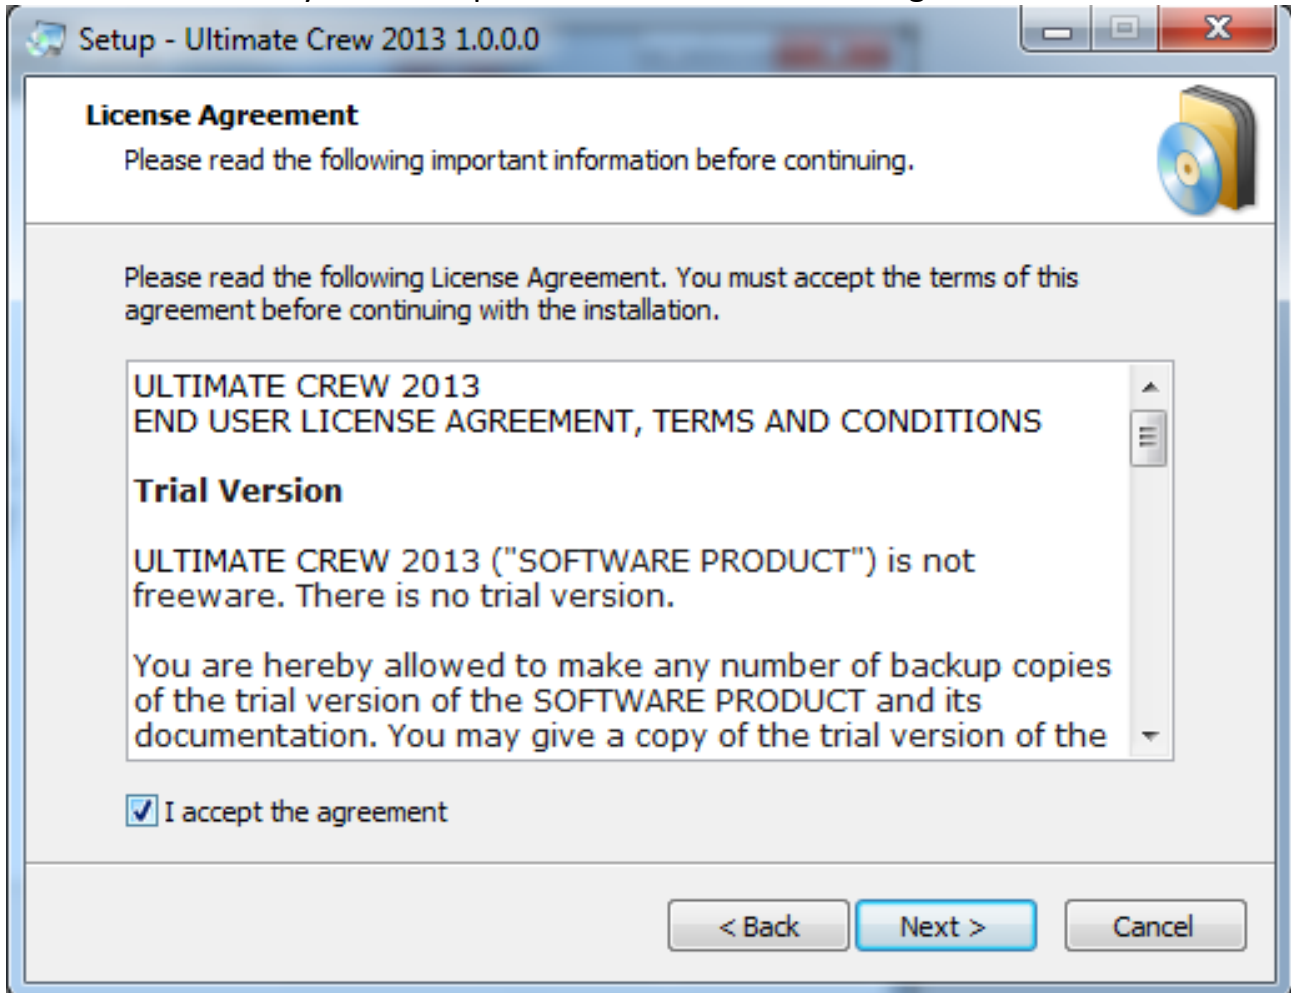 Setup - Ultimate Crew 2013 1.0.0.0
License Agreement
Please read the following important information before continuing.
Please read the following License Agreement. You must accept the terms of this
agreement before continuing with the installation.
ULTIMATE CREW 2013
END USER LICENSE AGREEMENT, TERMS AND CONDITIONS
Trial Version
ULTIMATE CREW 2013 ("SOFTWARE PRODUCT") is not
freeware. There is no trial version.
You are hereby allowed to make any number of backup copies
of the trial version of the SOFTWARE PRODUCT and its
documentation. You may give a copy of the trial version of the
I accept the agreement
< Back Next > Cancel